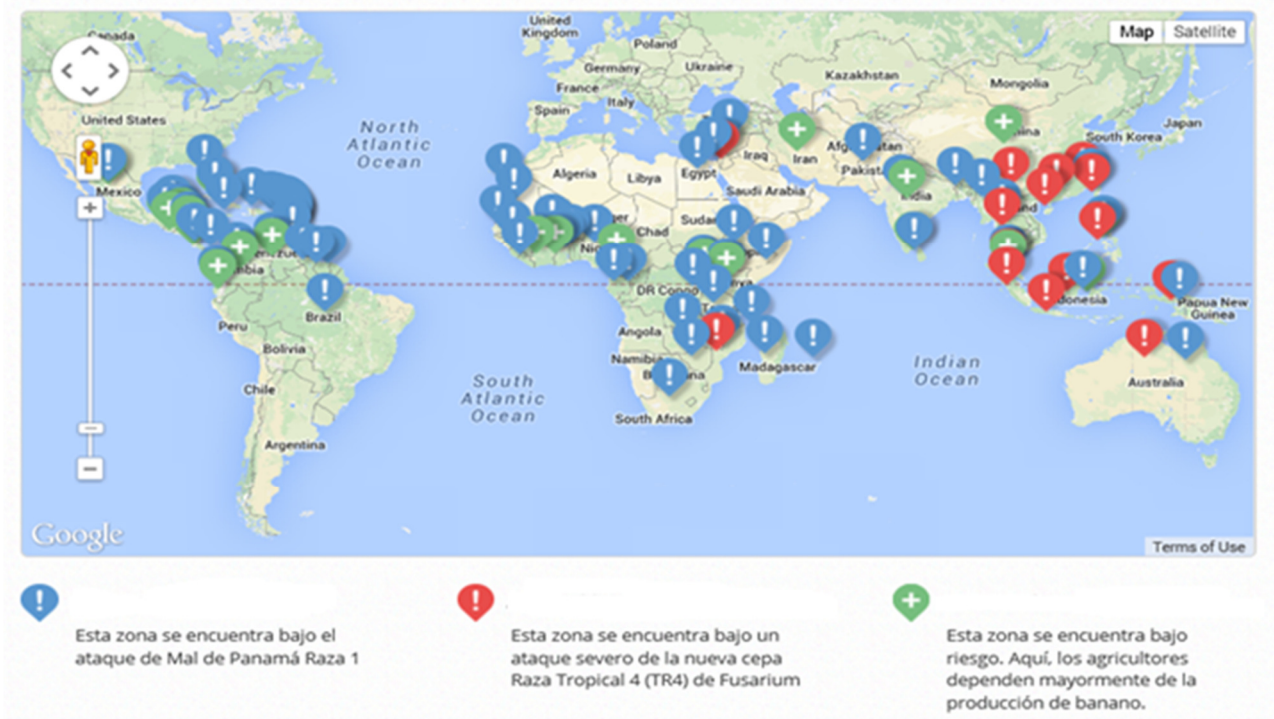 Canada
United
Kingdom
Map
Satellite
Poland
Germany
Ukraine
Kazakhstan
Mongolia
France
Italy
Spain
United States
North
Atlantic
Ocean
Japan
South Korea
Iraq
Iran
Algeria
Libya
Egypt
Saudi Arabia
Mexico
India
Chad
DR Congo
Papua New
Guinea
Brazil
Peru
Angola
Bolivia
Madagascar
Indian
Ocean
South
Atlantic
Ocean
Australia
Chile
South Africa
Argentina
Google
Terms of Use
Esta zona se encuentra bajo el
ataque de Mal de Panamá Raza 1
Esta zona se encuentra bajo un
ataque severo de la nueva cepa
Raza Tropical 4 (TR4) de Fusarium
Esta zona se encuentra bajo
riesgo. Aquí, los agricultores
dependen mayormente de la
producción de banano.